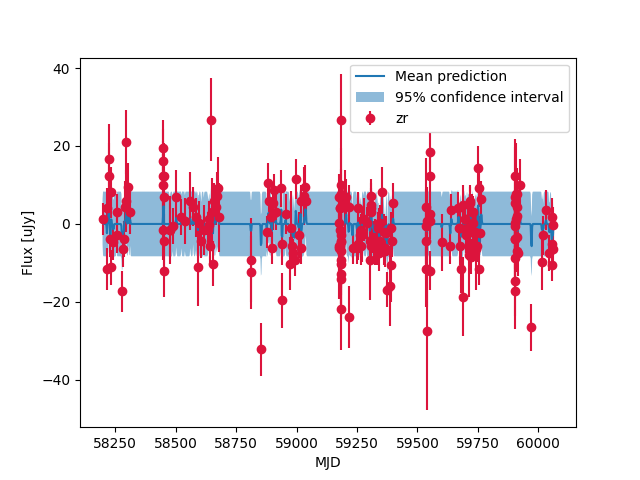 Mean prediction
95% confidence interval
zr
40
20
0
−20
−40
Flux [uJy]
58250 58500 58750 59000 59250 59500 59750 60000
MJD